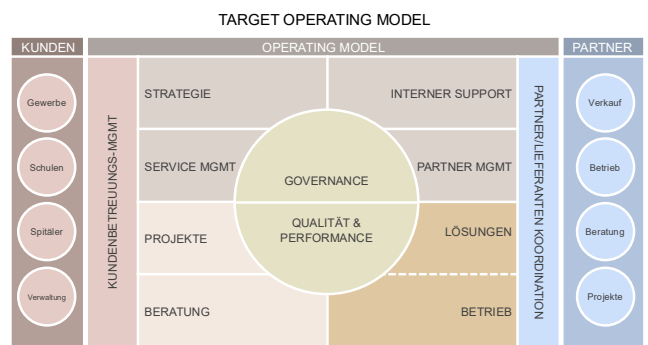 TARGET OPERATING MODEL
KUNDEN
OPERATING MODEL
PARTNER
Gewerbe
Schulen
Spitäler
Verwaltung
KUNDENBETREUUNGS-MGMT
STRATEGIE
INTERNER SUPPORT
SERVICE MGMT
PARTNER MGMT
GOVERNANCE
QUALITÄT &
PERFORMANCE
PROJEKTE
LÖSUNGEN
BERATUNG
BETRIEB
PARTNER/LIEFERANTEN KOORDINATION
Verkauf
Betrieb
Beratung
Projekte